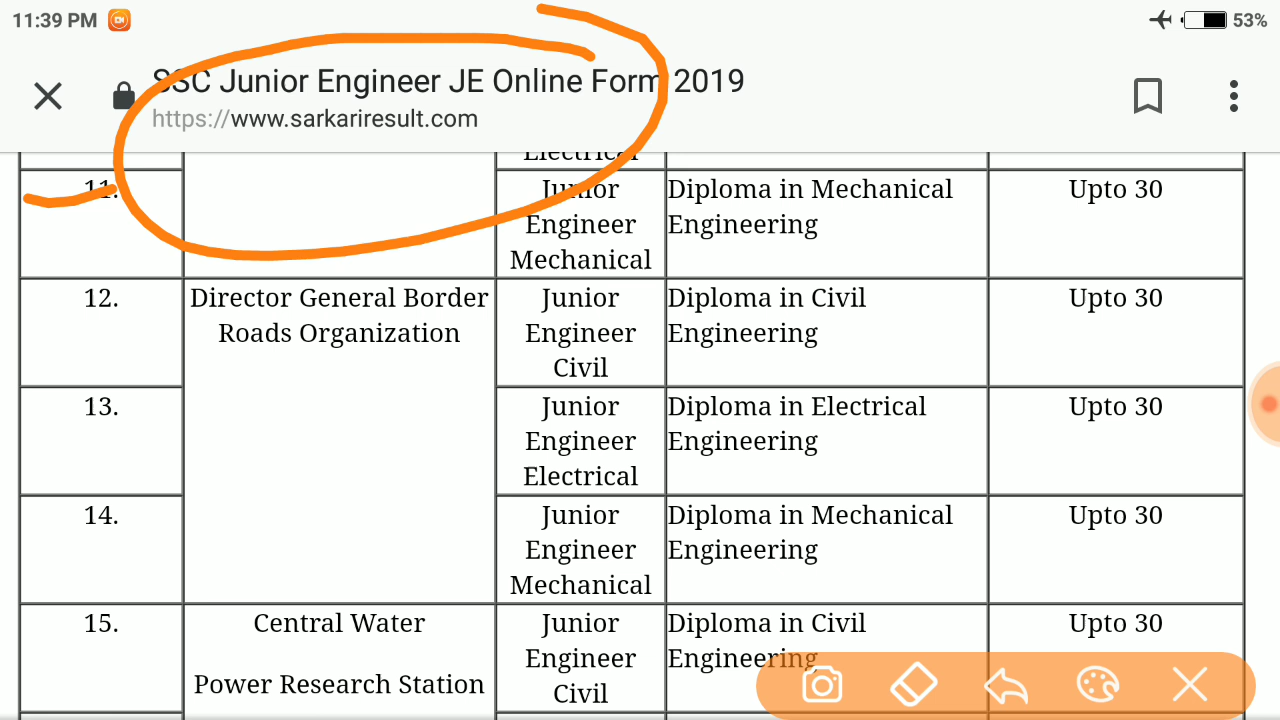 11:39 PM
53%
SSC Junior Engineer JE Online Form 2019
https://www.sarkariresult.com
Electrical
11.
Junior
Engineer
Mechanical
Diploma in Mechanical
Engineering
Upto 30
12.
Director General Border
Roads Organization
Junior
Engineer
Civil
Diploma in Civil
Engineering
Upto 30
13.
Junior
Engineer
Electrical
Diploma in Electrical
Engineering
Upto 30
14.
Junior
Engineer
Mechanical
Diploma in Mechanical
Engineering
Upto 30
15.
Central Water
Power Research Station
Junior
Engineer
Civil
Diploma in Civil
Engineering
Upto 30